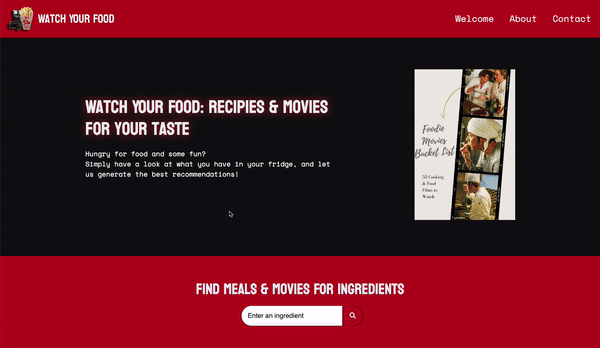 WATCH YOUR FOOD
Welcome About Contact
WATCH YOUR FOOD: RECIPIES & MOVIES
FOR YOUR TASTE
Hungry for food and some fun?
Simply have a look at what you have in your fridge, and let
us generate the best recommendations!
Foodie
Movies
Bucket List
55 Cooking
& Food
Films to
Watch
FIND MEALS & MOVIES FOR INGREDIENTS
Enter an ingredient